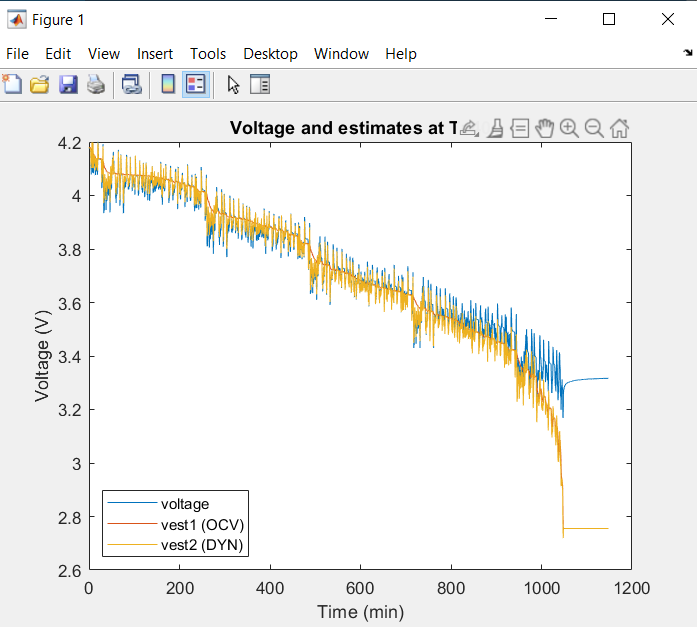 Figure 1
File Edit View Insert Tools Desktop Window Help
Voltage and estimates at T
4.2
4
3.8
3.6
3.4
3.2
3
2.8
2.6
Voltage (V)
voltage
vest1 (OCV)
vest2 (DYN)
0 200 400 600 800 1000 1200
Time (min)